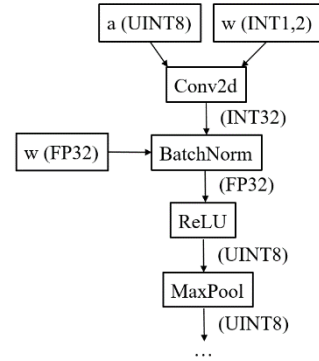 a (UINT8) w (INT1,2)
Conv2d
(INT32)
w (FP32) BatchNorm
(FP32)
ReLU
(UINT8)
MaxPool
(UINT8)
...